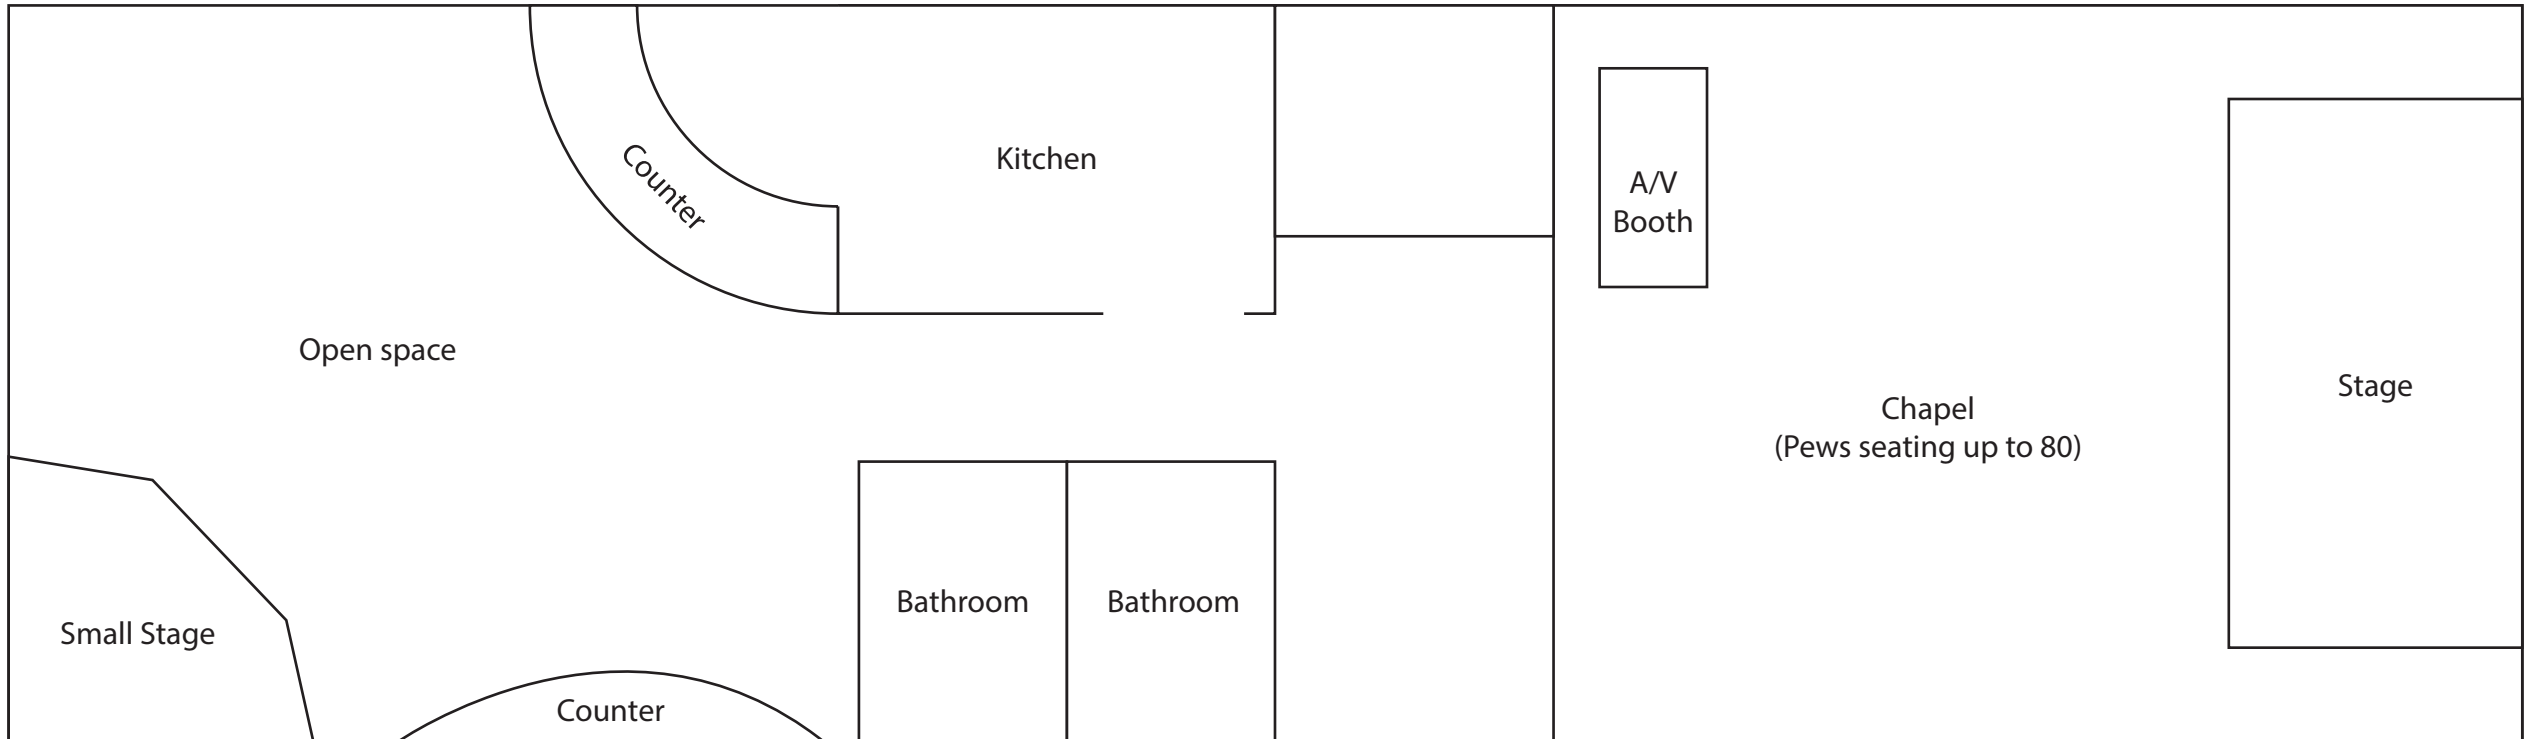 Counter
Kitchen
A/V
Booth
Open space
Chapel
(Pews seating up to 80)
Stage
Bathroom
Bathroom
Small Stage
Counter